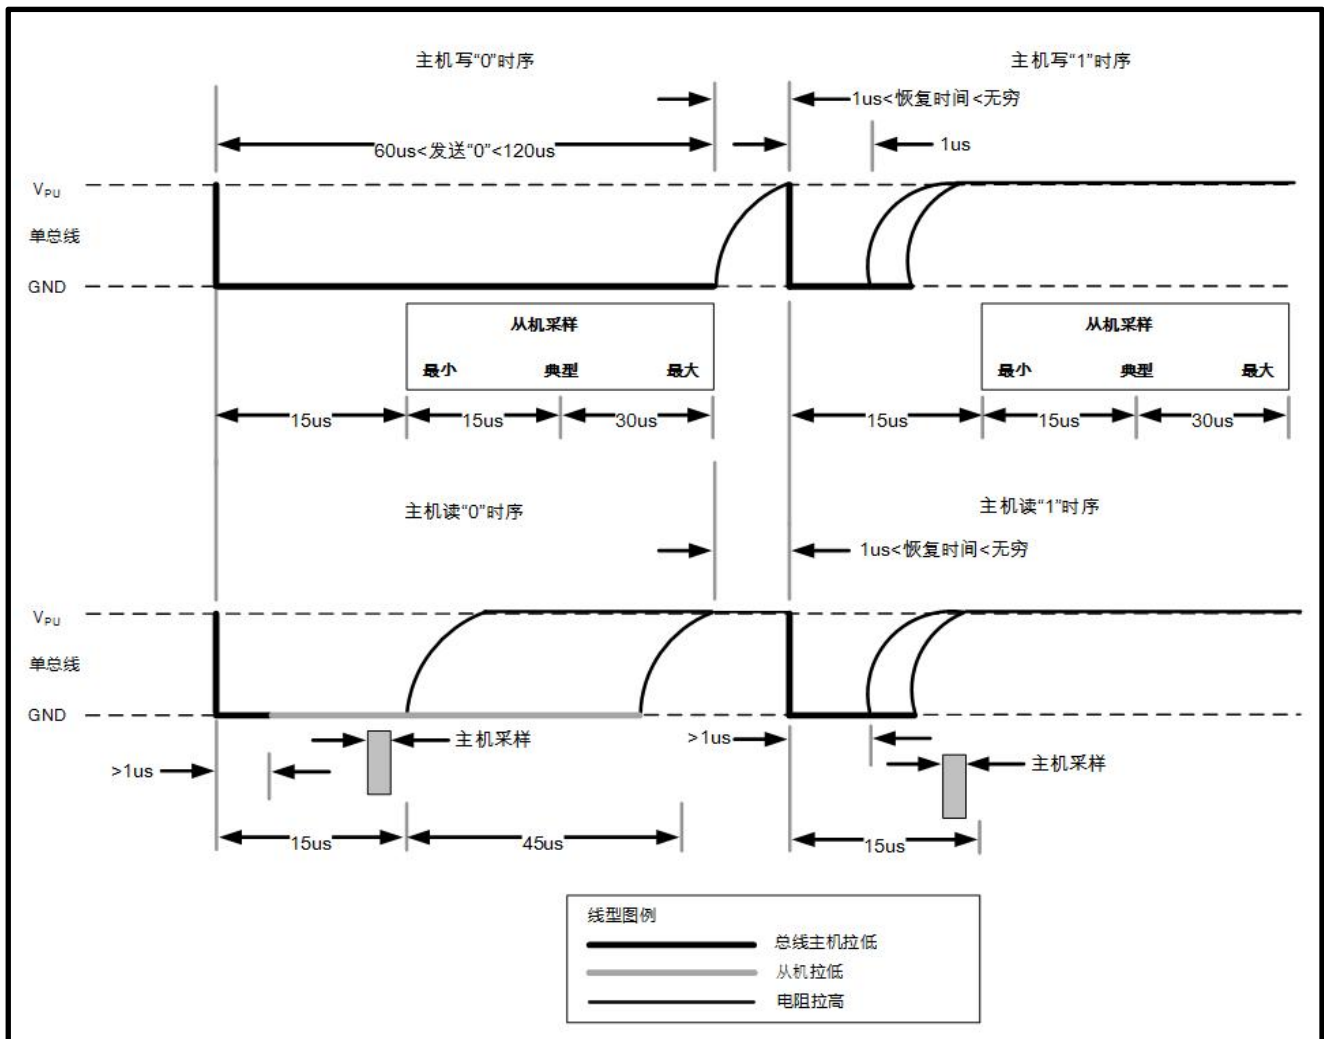 主机写“0”时序
主机写“1”时序
1us<恢复时间<无穷
60us<发送“0”<120us
1us
VPU
单总线
GND
从机采样
最小 典型 最大
从机采样
最小 典型 最大
15us 15us 30us
15us 15us 30us
主机读“0”时序
主机读“1”时序
1us<恢复时间<无穷
VPU
单总线
GND
主机采样
>1us
>1us
主机采样
15us 45us
15us
线型图例
总线主机拉低
从机拉低
电阻拉高